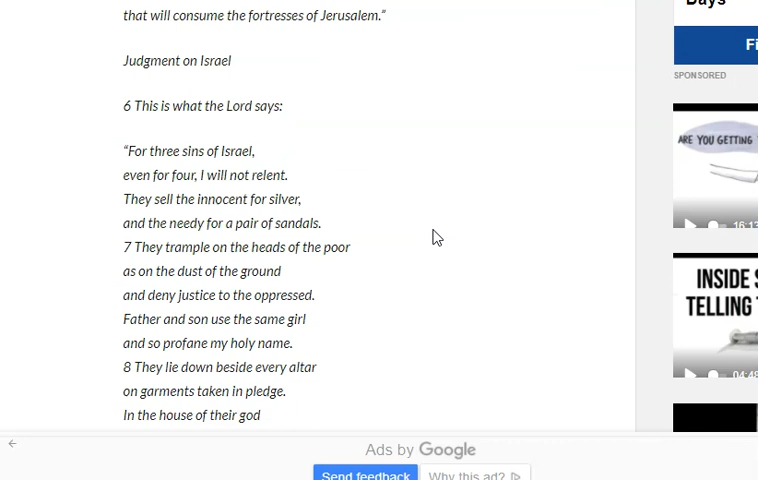 that will consume the fortresses of Jerusalem.”
Judgment on Israel
6 This is what the Lord says:
“For three sins of Israel,
even for four, I will not relent.
They sell the innocent for silver,
and the needy for a pair of sandals.
7 They trample on the heads of the poor
as on the dust of the ground
and deny justice to the oppressed.
Father and son use the same girl
and so profane my holy name.
8 They lie down beside every altar
on garments taken in pledge.
In the house of their god
Days
Fi
SPONSORED
ARE YOU GETTING
16:13
INSIDE S
TELLING T
04:49
Ads by Google
Send feedback
Why this ad?